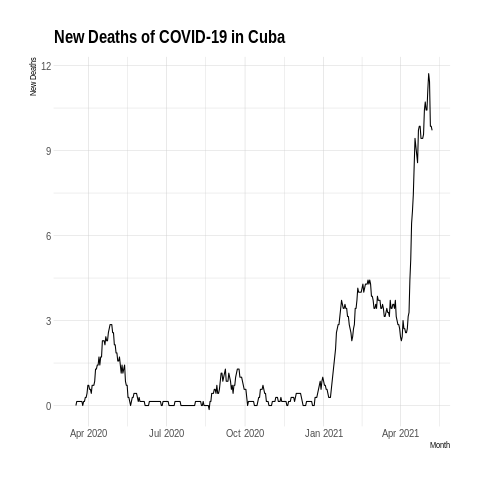 New Deaths of COVID-19 in Cuba
New Deaths
12
9
6
3
0
Apr 2020 Jul 2020 Oct 2020 Jan 2021 Apr 2021
Month